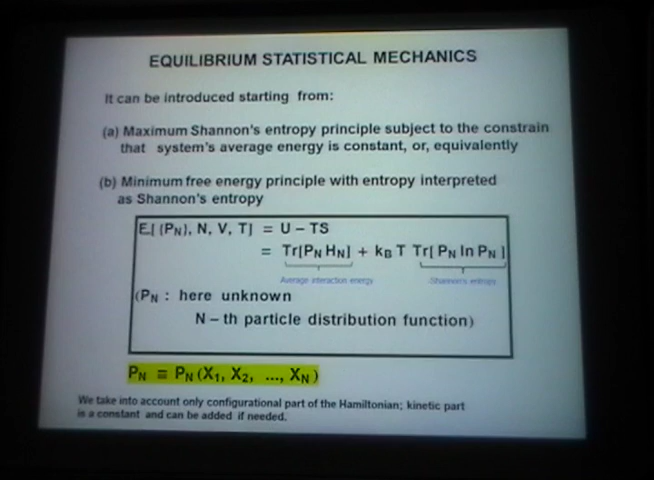 EQUILIBRIUM STATISTICAL MECHANICS
It can be introduced starting from:
(a) Maximum Shannon's entropy principle subject to the constrain
that system's average energy is constant, or, equivalently
(b) Minimum free energy principle with entropy interpreted
as Shannon's entropy
F[ (PN), N, V, T] = U – TS
= Tr[PN HN] + kB T Tr[ PN ln PN ]
Average interaction energy Shannon's entropy
(PN : here unknown
N – th particle distribution function)
PN ≡ PN (X1, X2, ..., XN )
We take into account only configurational part of the Hamiltonian; kinetic part
is a constant and can be added if needed.